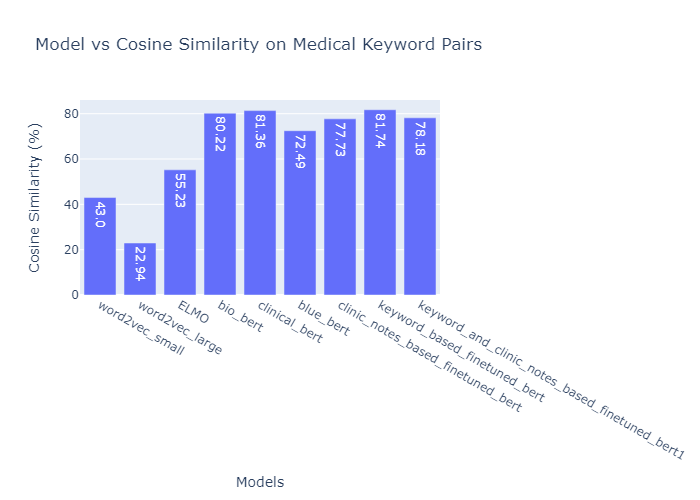 Model vs Cosine Similarity on Medical Keyword Pairs
Cosine Similarity (%)
80
60
40
20
0
43.0
22.94
55.23
80.22
81.36
72.49
77.73
81.74
78.18
word2vec_small
word2vec_large
ELMO
bio_bert
clinical_bert
blue_bert
clinic_notes_based_finetuned_bert
keyword_based_finetuned_bert
keyword_and_clinic_notes_based_finetuned_bert1
Models